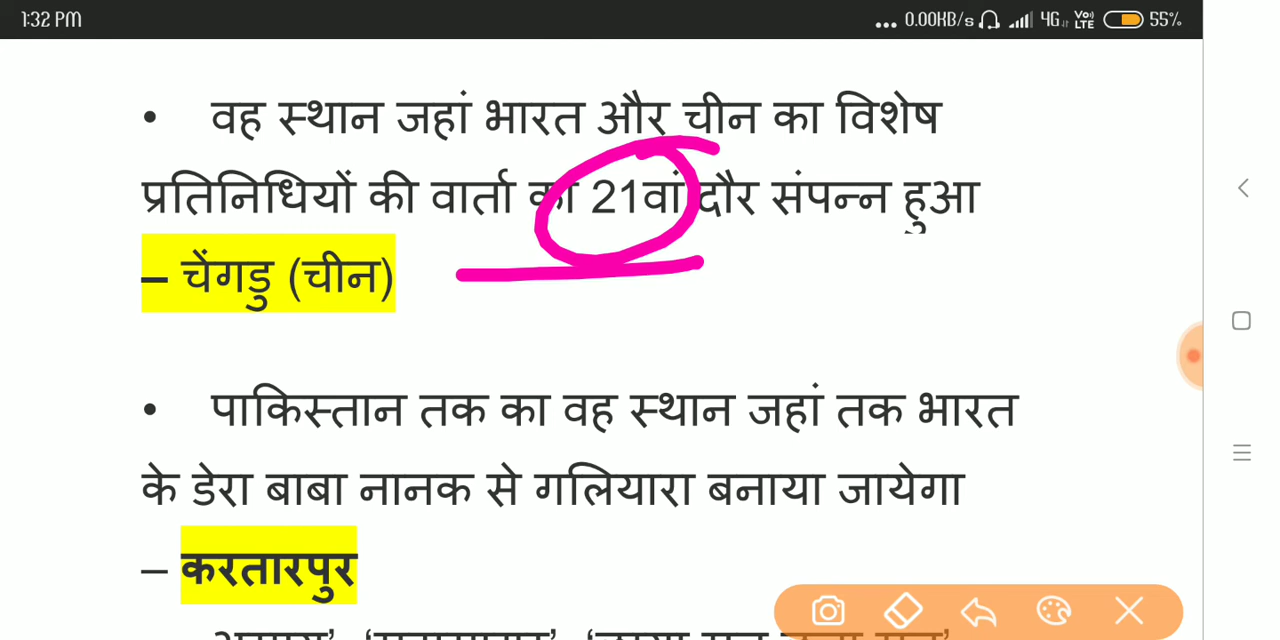 1:32 PM ... 0.00KB/s 4G VoLTE 55%
• वह स्थान जहां भारत और चीन का विशेष
प्रतिनिधियों की वार्ता का 21वां दौर संपन्न हुआ
– चेंगडु (चीन)
• पाकिस्तान तक का वह स्थान जहां तक भारत
के डेरा बाबा नानक से गलियारा बनाया जायेगा
– करतारपुर